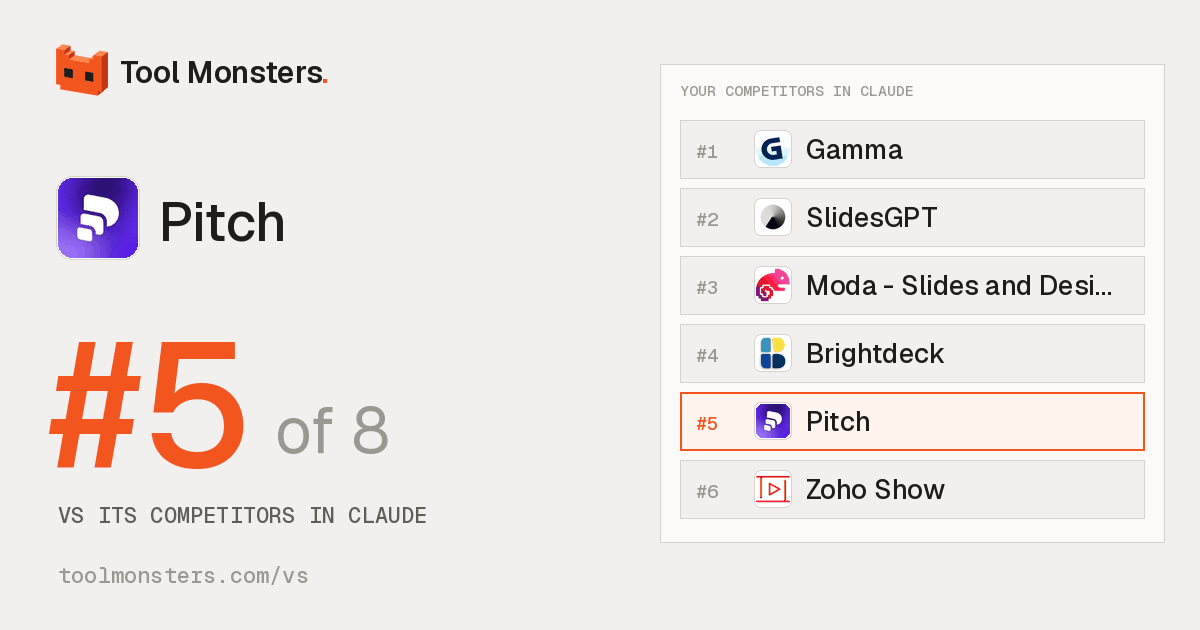 Tool Monsters.
Pitch
#5 of 8
VS ITS COMPETITORS IN CLAUDE
toolmonsters.com/vs
YOUR COMPETITORS IN CLAUDE
#1 Gamma
#2 SlidesGPT
#3 Moda - Slides and Desi...
#4 Brightdeck
#5 Pitch
#6 Zoho Show